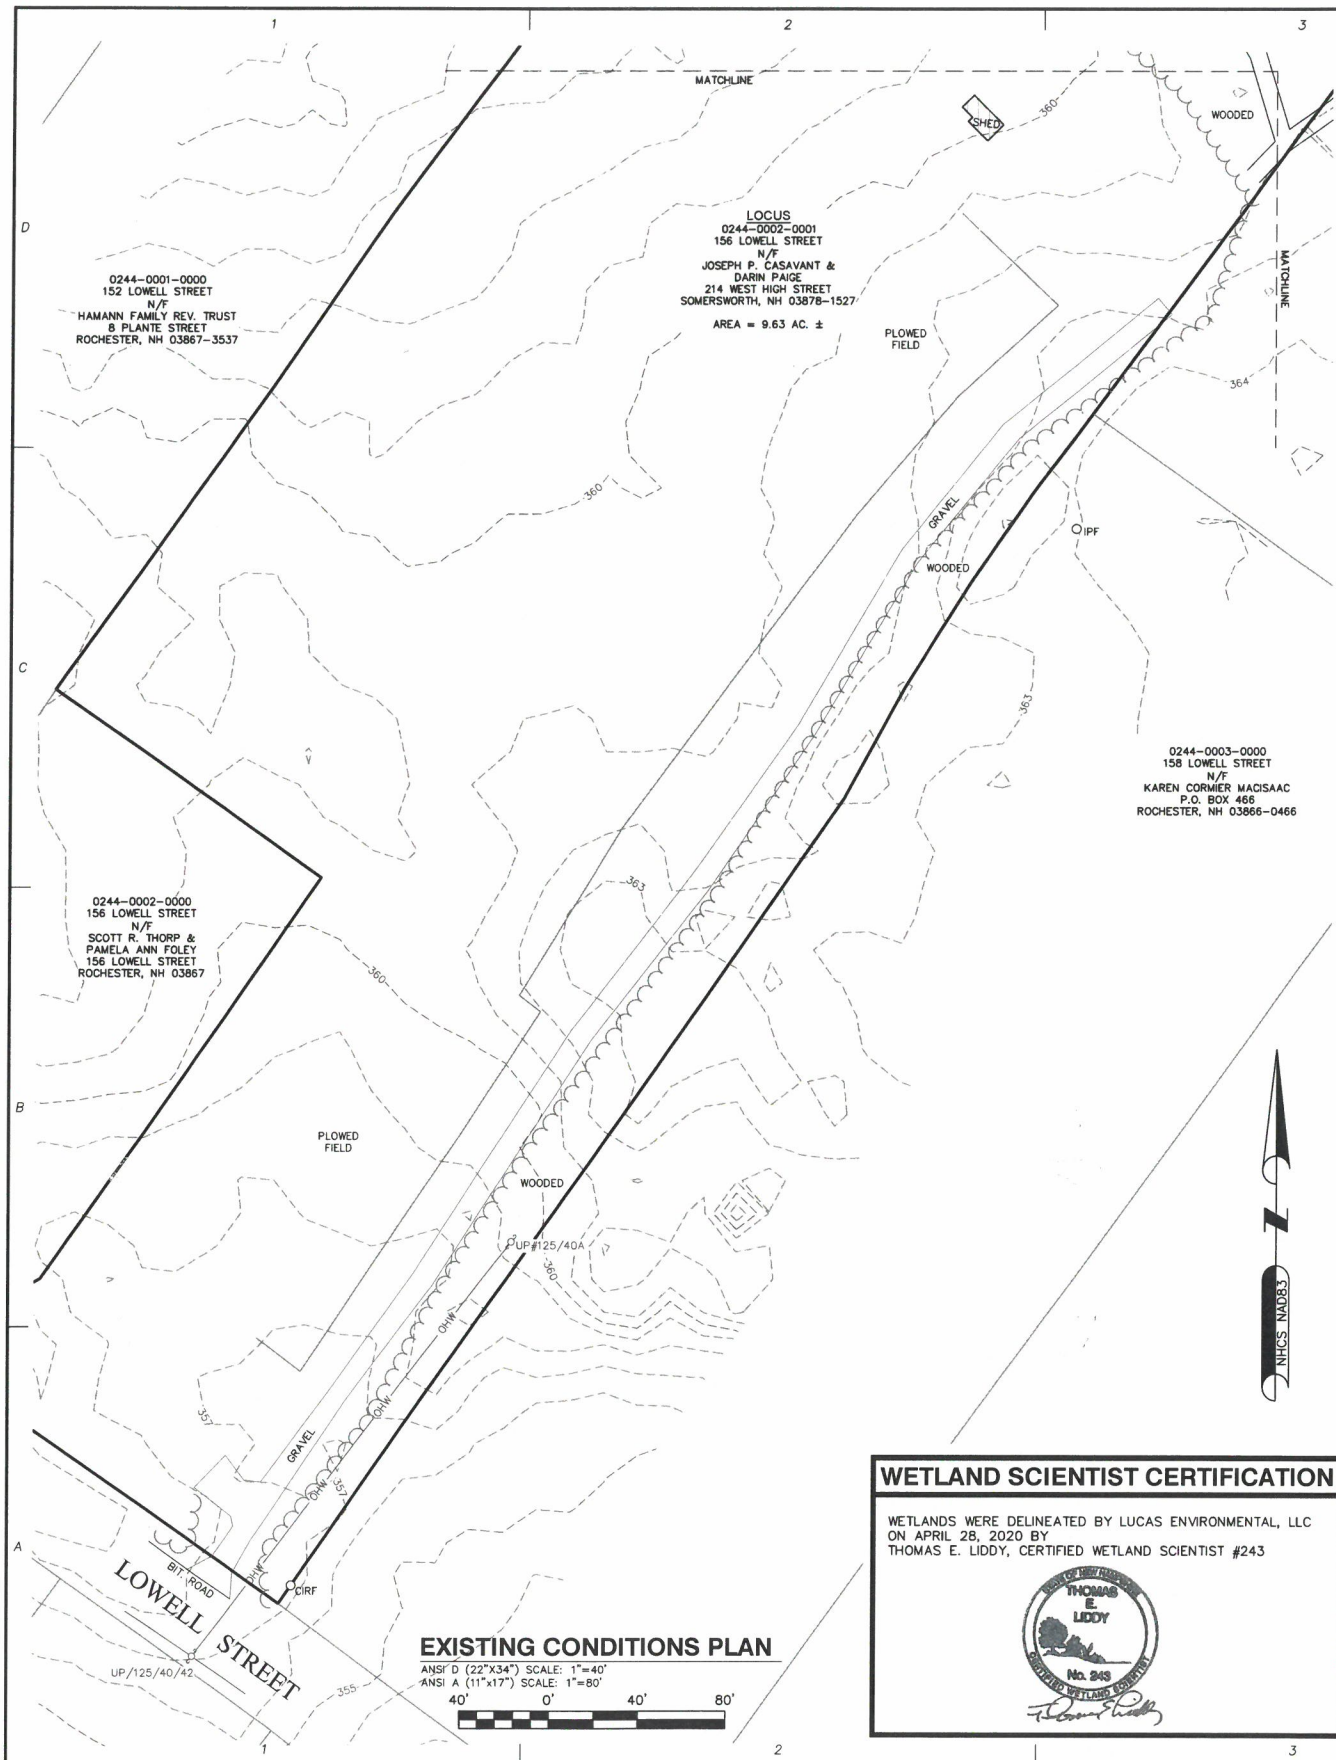 1
2
3
MATCHLINE
360
SHED
WOODED
D
LOCUS
0244-0002-0001
156 LOWELL STREET
N/F
JOSEPH P. CASAVANT &
DARIN PAIGE
214 WEST HIGH STREET
SOMERSWORTH, NH 03878-1527
AREA = 9.63 AC. ±
0244-0001-0000
152 LOWELL STREET
N/F
HAMANN FAMILY REV. TRUST
8 PLANTE STREET
ROCHESTER, NH 03867-3537
MATCHLINE
PLOWED
FIELD
364
360
GRAVEL
IPF
WOODED
C
363
0244-0003-0000
158 LOWELL STREET
N/F
KAREN CORMIER MACISAAC
P.O. BOX 466
ROCHESTER, NH 03866-0466
363
0244-0002-0000
156 LOWELL STREET
N/F
SCOTT R. THORP &
PAMELA ANN FOLEY
156 LOWELL STREET
ROCHESTER, NH 03867
360
B
PLOWED
FIELD
WOODED
UP#125/40A
360
OHW
N
NHCS NAD83
OHW
357
GRAVEL
OHW
357
A
OHW
CIRF
BIT. ROAD
LOWELL STREET
UP/125/40/42
355
WETLAND SCIENTIST CERTIFICATION
WETLANDS WERE DELINEATED BY LUCAS ENVIRONMENTAL, LLC
ON APRIL 28, 2020 BY
THOMAS E. LIDDY, CERTIFIED WETLAND SCIENTIST #243
STATE OF NEW HAMPSHIRE
THOMAS
E.
LIDDY
No. 243
CERTIFIED WETLAND SCIENTIST
EXISTING CONDITIONS PLAN
ANSI D (22"X34") SCALE: 1"=40'
ANSI A (11"x17") SCALE: 1"=80'
40' 0' 40' 80'
1
2
3